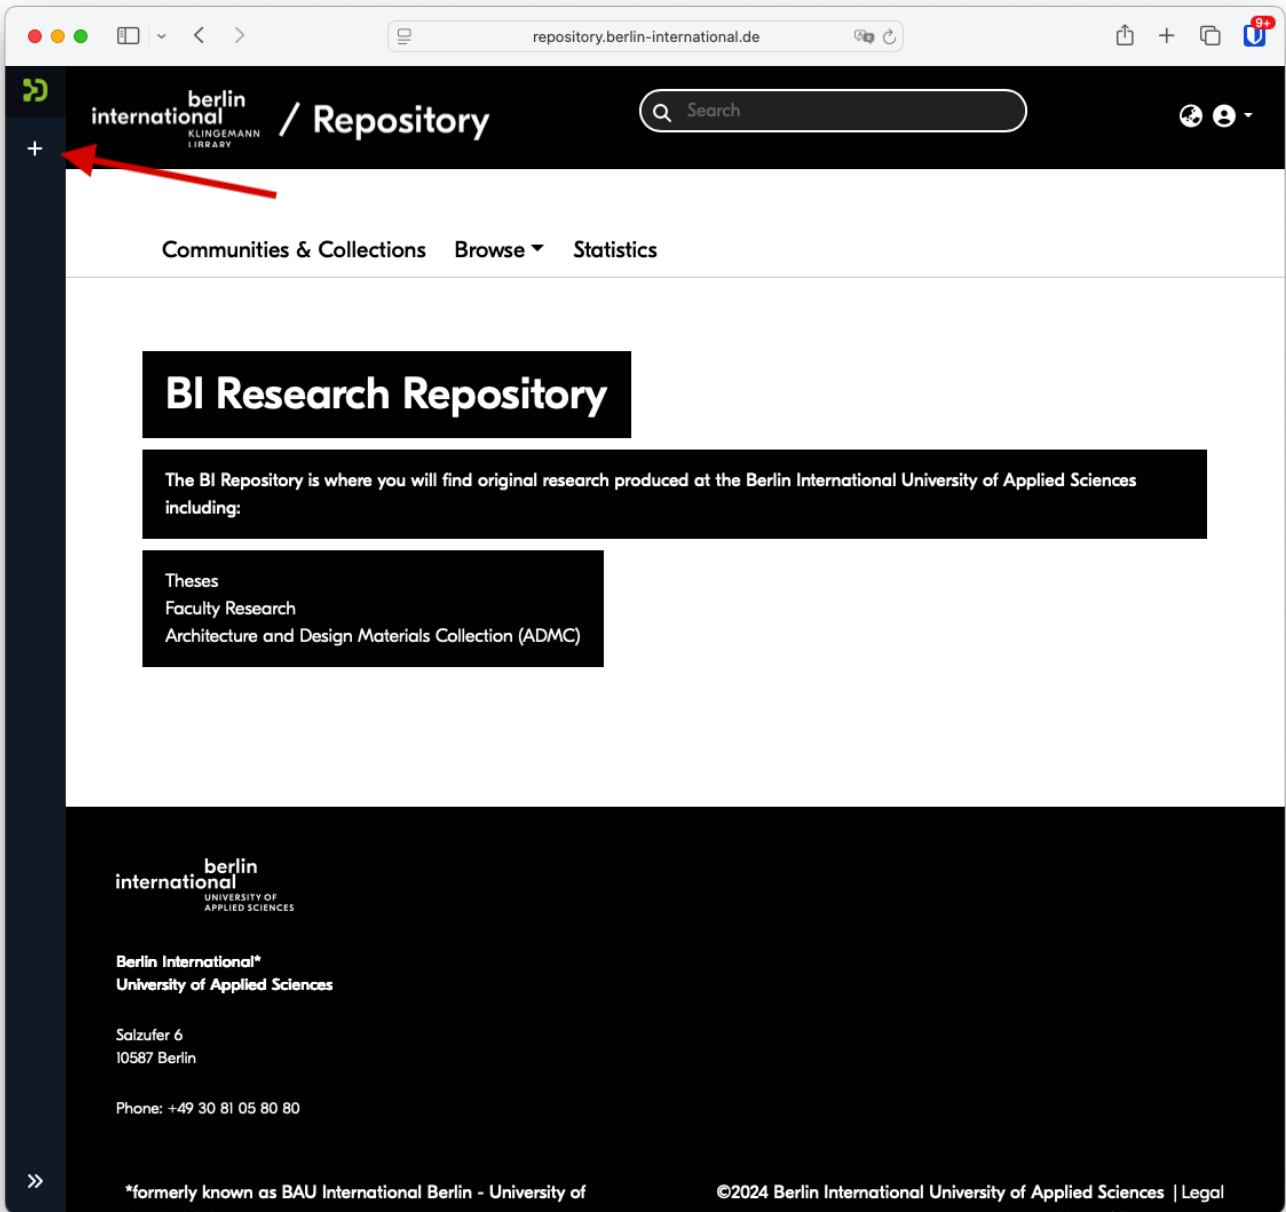 repository.berlin-international.de
9+
berlin
international
KLINGEMANN
LIBRARY
/ Repository
Search
Communities & Collections
Browse
Statistics
BI Research Repository
The BI Repository is where you will find original research produced at the Berlin International University of Applied Sciences
including:
Theses
Faculty Research
Architecture and Design Materials Collection (ADMC)
berlin
international
UNIVERSITY OF
APPLIED SCIENCES
Berlin International*
University of Applied Sciences
Salzufer 6
10587 Berlin
Phone: +49 30 81 05 80 80
*formerly known as BAU International Berlin - University of
©2024 Berlin International University of Applied Sciences | Legal